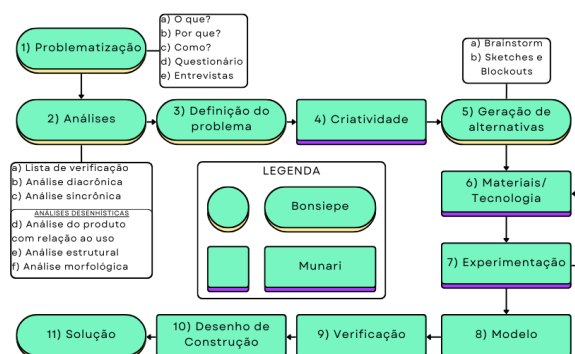 1) Problematização
a) O que?
b) Por que?
c) Como?
d) Questionário
e) Entrevistas
2) Análises
a) Lista de verificação
b) Análise diacrônica
c) Análise sincrônica
ANÁLISES DESENHÍSTICAS
d) Análise do produto
com relação ao uso
e) Análise estrutural
f) Análise morfológica
3) Definição do
problema
4) Criatividade
5) Geração de
alternativas
a) Brainstorm
b) Sketches e
Blockouts
6) Materiais/
Tecnologia
7) Experimentação
8) Modelo
9) Verificação
10) Desenho de
Construção
11) Solução
LEGENDA
Bonsiepe
Munari